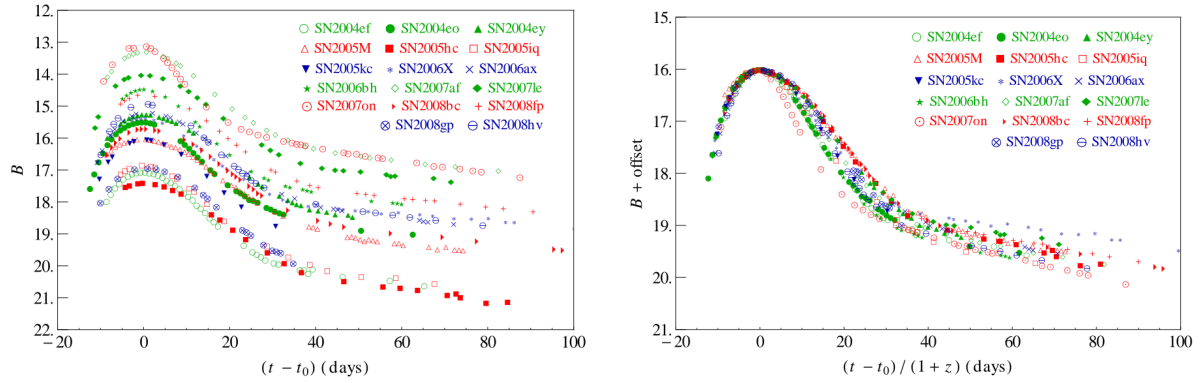 12.
13.
14.
15.
16.
17.
18.
19.
20.
21.
22
B
SN2004ef SN2004eo SN2004ey
SN2005M SN2005hc SN2005iq
SN2005kc SN2006X SN2006ax
SN2006bh SN2007af SN2007le
SN2007on SN2008bc SN2008fp
SN2008gp SN2008hv
−20 0 20 40 60 80 100
(t − t0) (days)
15.
16.
17.
18.
19.
20.
21.
B + offset
SN2004ef SN2004eo SN2004ey
SN2005M SN2005hc SN2005iq
SN2005kc SN2006X SN2006ax
SN2006bh SN2007af SN2007le
SN2007on SN2008bc SN2008fp
SN2008gp SN2008hv
−20 0 20 40 60 80 100
(t − t0) / (1 + z) (days)